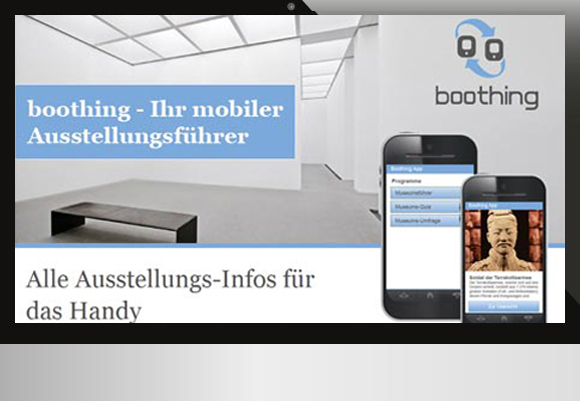 boothing
boothing - Ihr mobiler
Ausstellungsführer
Boothing App
Programme
Museumsführer
Museums-Quiz
Museums-Umfrage
Boothing App
Soldat der Terrakottaarmee
Alle Ausstellungs-Infos für
das Handy